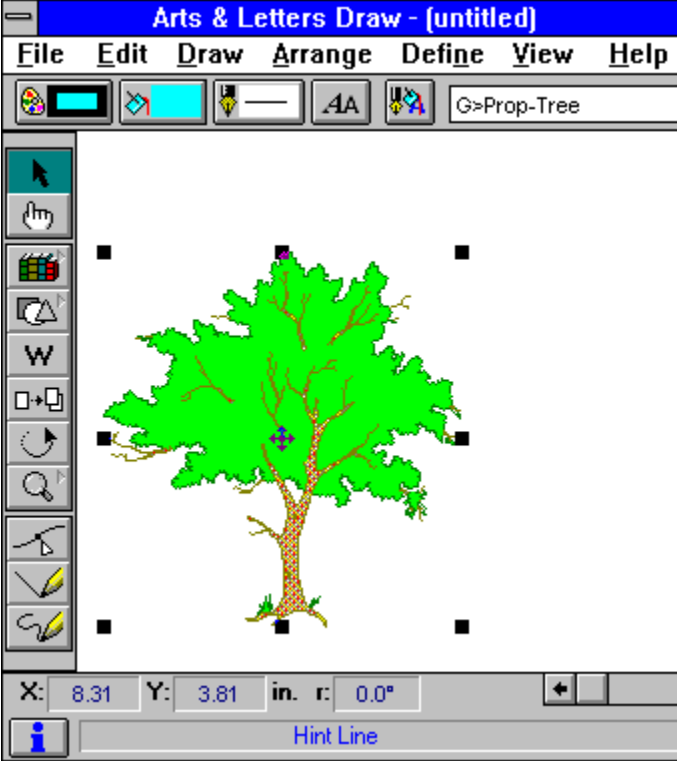 Arts & Letters Draw - (untitled)
File Edit Draw Arrange Define View Help
AA A G>Prop-Tree
W
X: 8.31 Y: 3.81 in. r: 0.0°
i Hint Line